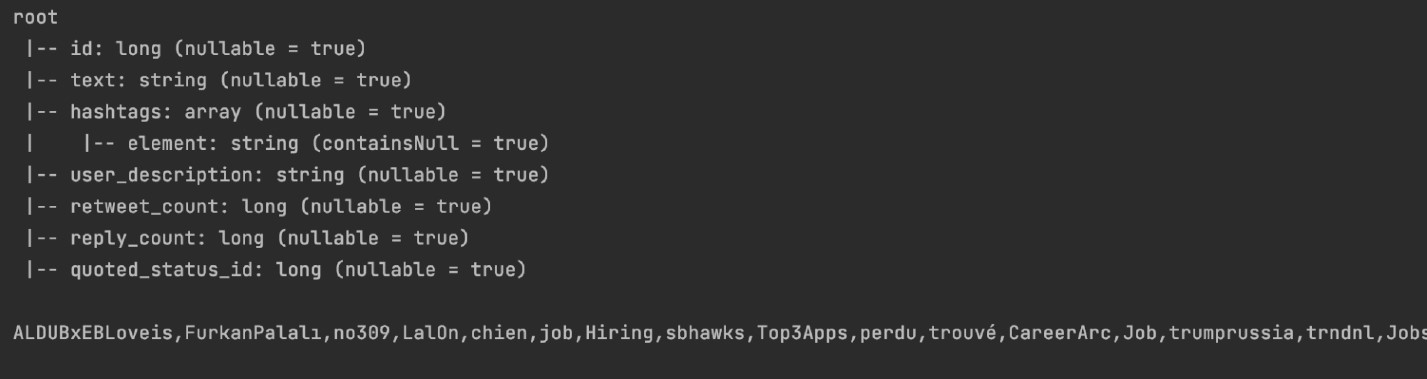 root
 |-- id: long (nullable = true)
 |-- text: string (nullable = true)
 |-- hashtags: array (nullable = true)
 |    |-- element: string (containsNull = true)
 |-- user_description: string (nullable = true)
 |-- retweet_count: long (nullable = true)
 |-- reply_count: long (nullable = true)
 |-- quoted_status_id: long (nullable = true)
ALDUBxEBLoveis,FurkanPalalı,no309,LalOn,chien,job,Hiring,sbhawks,Top3Apps,perdu,trouvé,CareerArc,Job,trumprussia,trndnl,Jobs